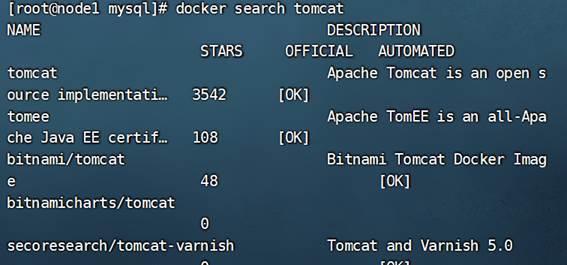 [root@node1 mysql]# docker search tomcat
NAME DESCRIPTION
STARS OFFICIAL AUTOMATED
tomcat Apache Tomcat is an open s
ource implementati… 3542 [OK]
tomee Apache TomEE is an all-Apa
che Java EE certif… 108 [OK]
bitnami/tomcat Bitnami Tomcat Docker Imag
e 48 [OK]
bitnamicharts/tomcat
0
secoresearch/tomcat-varnish Tomcat and Varnish 5.0
0 [OK]